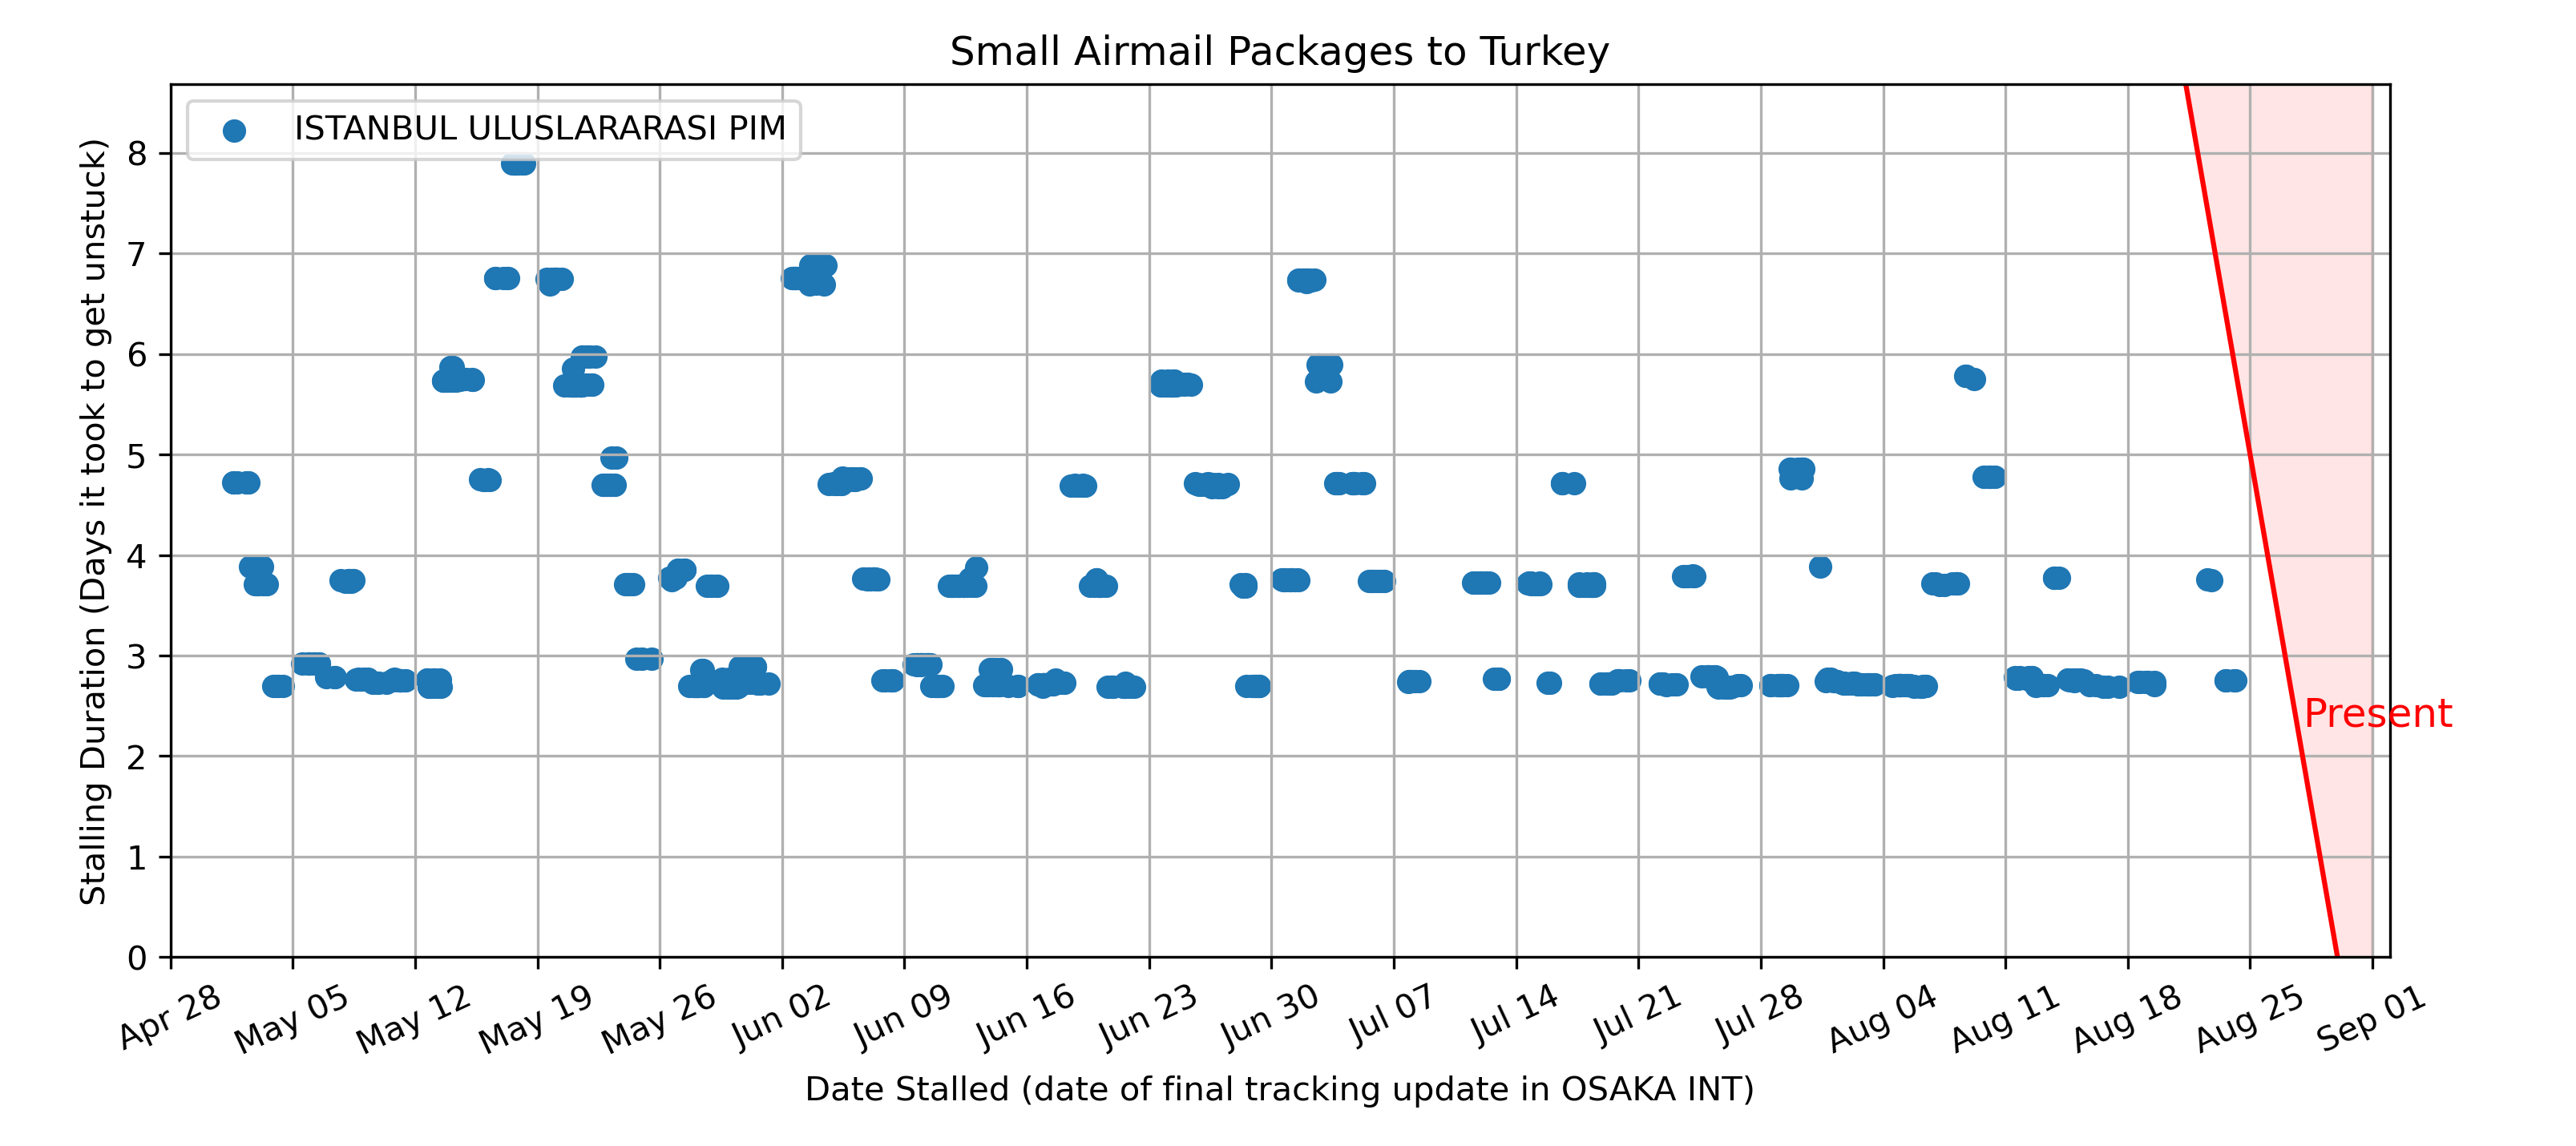 Small Airmail Packages to Turkey
ISTANBUL ULUSLARARASI PIM
Stalling Duration (Days it took to get unstuck)
8
7
6
5
4
3
2
1
0
Present
Apr 28
May 05
May 12
May 19
May 26
Jun 02
Jun 09
Jun 16
Jun 23
Jun 30
Jul 07
Jul 14
Jul 21
Jul 28
Aug 04
Aug 11
Aug 18
Aug 25
Sep 01
Date Stalled (date of final tracking update in OSAKA INT)